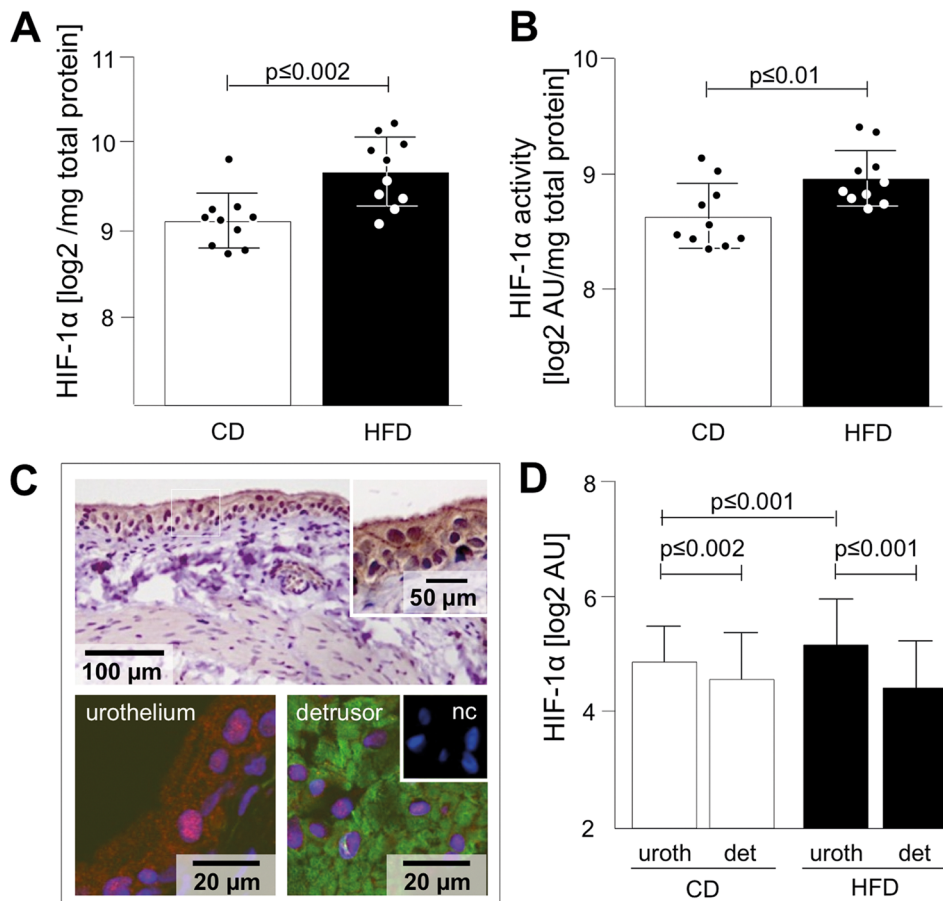 A
HIF-1α [log2 /mg total protein]
11
10
9
8
p≤0.002
CD
HFD
B
HIF-1α activity
[log2 AU/mg total protein]
10
9
8
p≤0.01
CD
HFD
C
50 µm
100 µm
urothelium
20 µm
detrusor
nc
20 µm
D
HIF-1α [log2 AU]
8
6
4
2
p≤0.001
p≤0.002
p≤0.001
uroth det uroth det
CD HFD